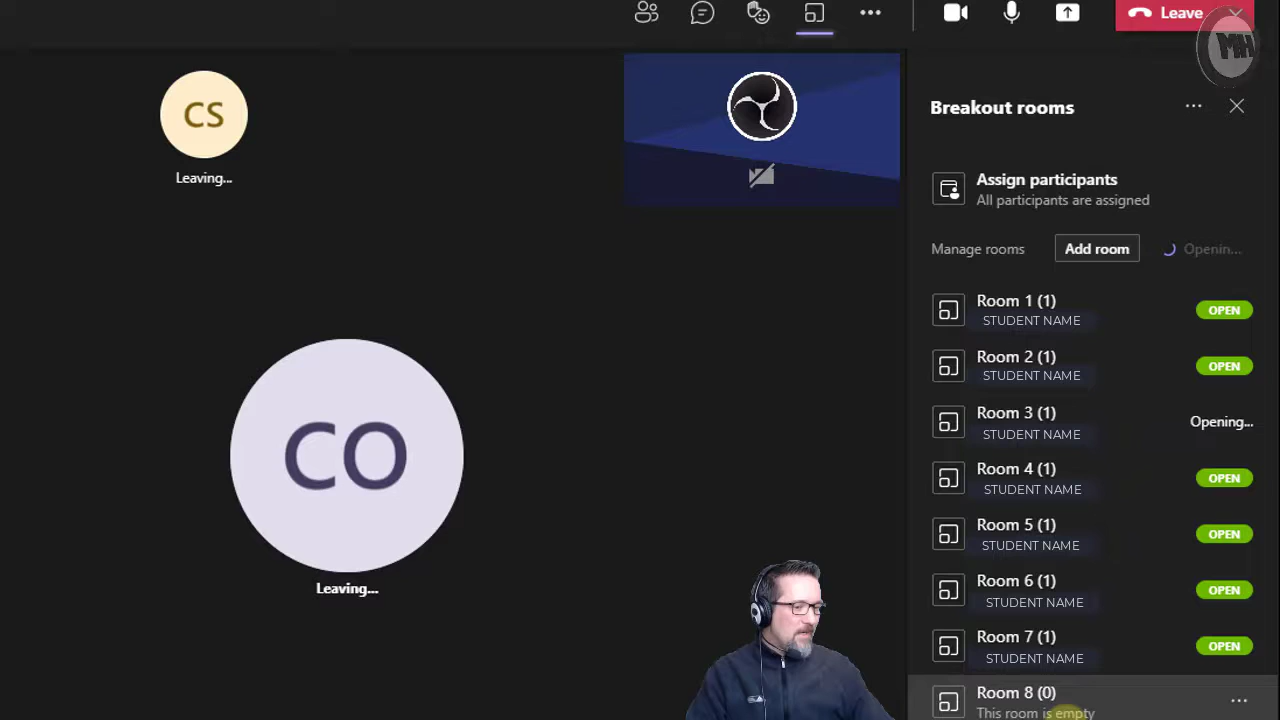 Leave
MH
CS
Leaving...
CO
Leaving...
Breakout rooms
Assign participants
All participants are assigned
Manage rooms
Add room
Openin...
Room 1 (1)
STUDENT NAME
OPEN
Room 2 (1)
STUDENT NAME
OPEN
Room 3 (1)
STUDENT NAME
Opening...
Room 4 (1)
STUDENT NAME
OPEN
Room 5 (1)
STUDENT NAME
OPEN
Room 6 (1)
STUDENT NAME
OPEN
Room 7 (1)
STUDENT NAME
OPEN
Room 8 (0)
This room is empty